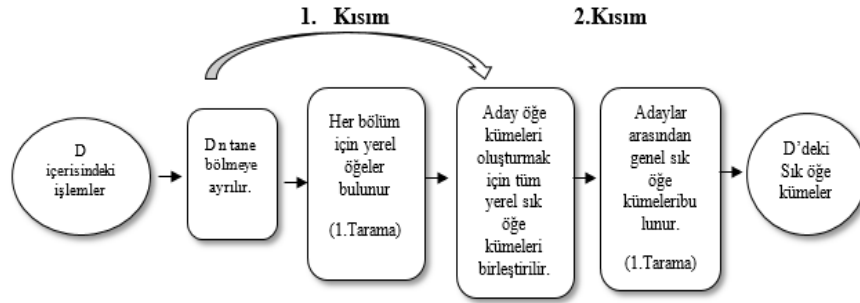 1. Kısım
2.Kısım
D
içerisindeki
işlemler
D n tane
bölmeye
ayrılır.
Her bölüm
için yerel
öğeler
bulunur
(1.Tarama)
Aday öğe
kümeleri
oluşturmak
için tüm
yerel sık
öğe
kümeleri
birleştirilir.
Adaylar
arasından
genel sık
öğe
kümeleribu
lunur.
(1.Tarama)
D'deki
Sık öğe
kümeler